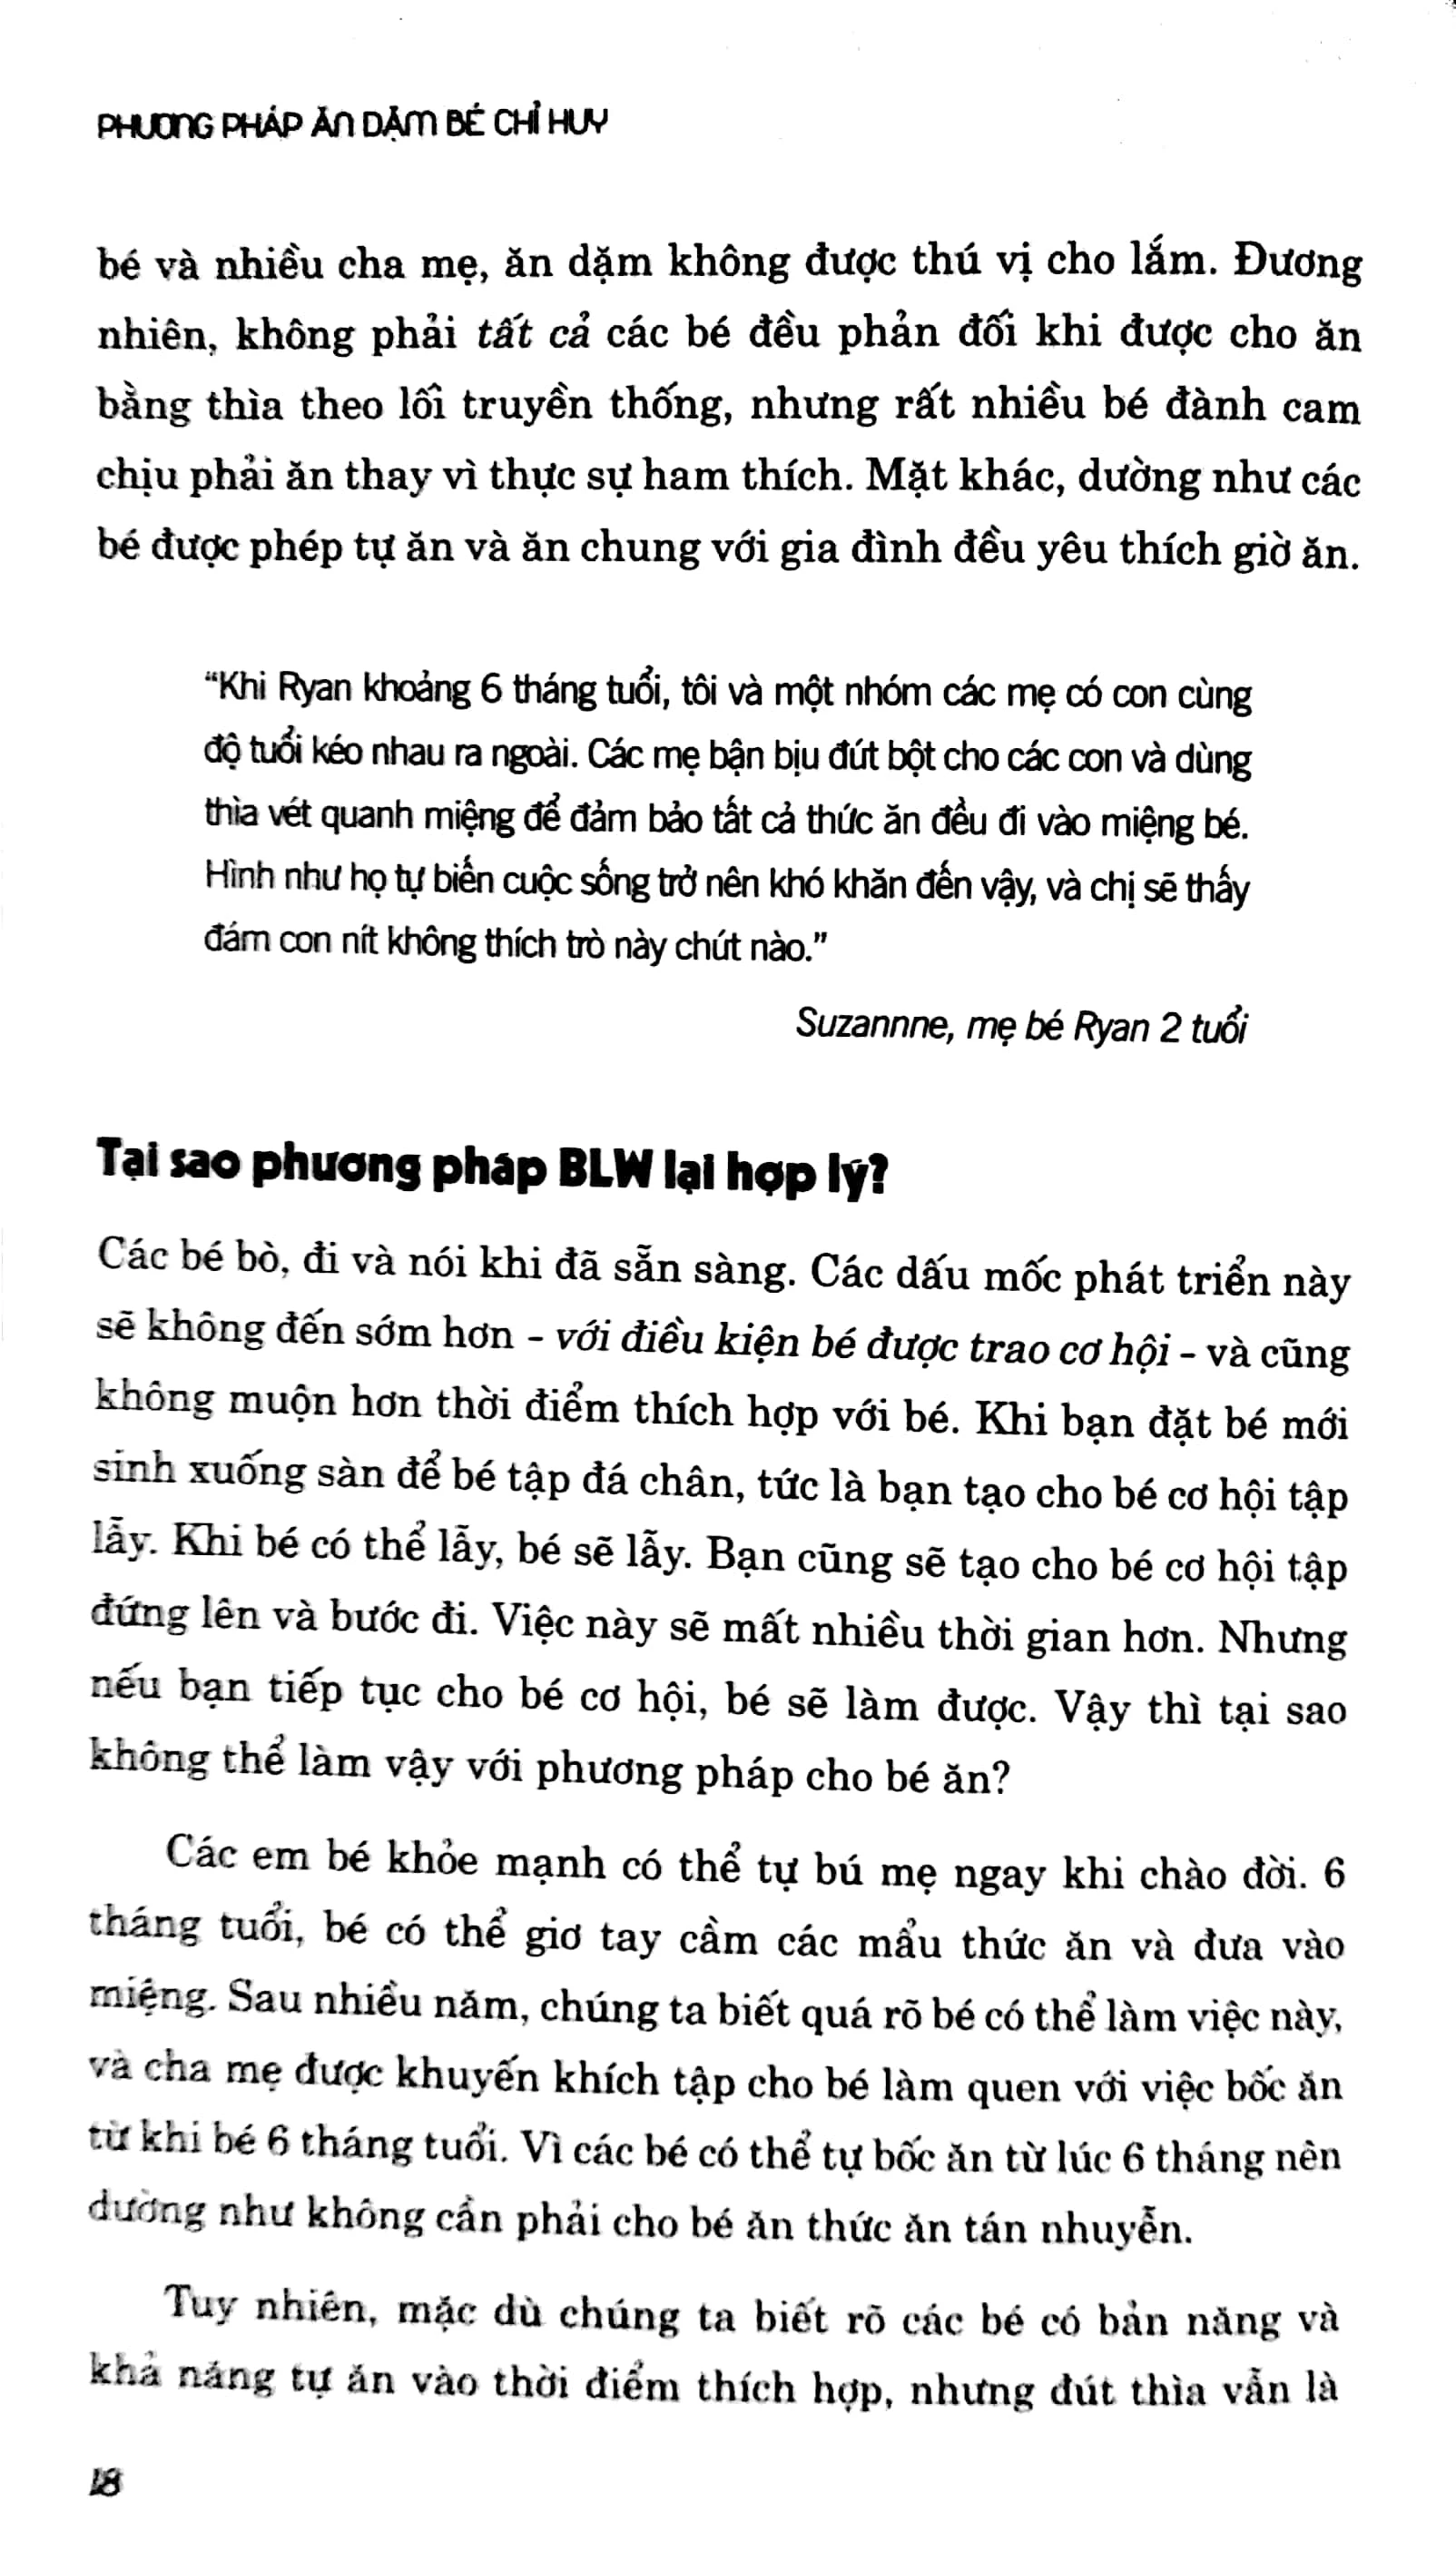 PHƯƠNG PHÁP ĂN DẶM BÉ CHỈ HUY
bé và nhiều cha mẹ, ăn dặm không được thú vị cho lắm. Đương
nhiên, không phải tất cả các bé đều phản đối khi được cho ăn
bằng thìa theo lối truyền thống, nhưng rất nhiều bé đành cam
chịu phải ăn thay vì thực sự ham thích. Mặt khác, dường như các
bé được phép tự ăn và ăn chung với gia đình đều yêu thích giờ ăn.
“Khi Ryan khoảng 6 tháng tuổi, tôi và một nhóm các mẹ có con cùng
độ tuổi kéo nhau ra ngoài. Các mẹ bận bịu đút bột cho các con và dùng
thìa vét quanh miệng để đảm bảo tất cả thức ăn đều đi vào miệng bé.
Hình như họ tự biến cuộc sống trở nên khó khăn đến vậy, và chị sẽ thấy
đám con nít không thích trò này chút nào.”
Suzannne, mẹ bé Ryan 2 tuổi
Tại sao phương pháp BLW lại hợp lý?
Các bé bò, đi và nói khi đã sẵn sàng. Các dấu mốc phát triển này
sẽ không đến sớm hơn - với điều kiện bé được trao cơ hội - và cũng
không muộn hơn thời điểm thích hợp với bé. Khi bạn đặt bé mới
sinh xuống sàn để bé tập đá chân, tức là bạn tạo cho bé cơ hội tập
lẫy. Khi bé có thể lẫy, bé sẽ lẫy. Bạn cũng sẽ tạo cho bé cơ hội tập
đứng lên và bước đi. Việc này sẽ mất nhiều thời gian hơn. Nhưng
nếu bạn tiếp tục cho bé cơ hội, bé sẽ làm được. Vậy thì tại sao
không thể làm vậy với phương pháp cho bé ăn?
Các em bé khỏe mạnh có thể tự bú mẹ ngay khi chào đời. 6
tháng tuổi, bé có thể giơ tay cầm các mẩu thức ăn và đưa vào
miệng. Sau nhiều năm, chúng ta biết quá rõ bé có thể làm việc này,
và cha mẹ được khuyến khích tập cho bé làm quen với việc bốc ăn
từ khi bé 6 tháng tuổi. Vì các bé có thể tự bốc ăn từ lúc 6 tháng nên
dường như không cần phải cho bé ăn thức ăn tán nhuyễn.
Tuy nhiên, mặc dù chúng ta biết rõ các bé có bản năng và
khả năng tự ăn vào thời điểm thích hợp, nhưng đút thìa vẫn là
18